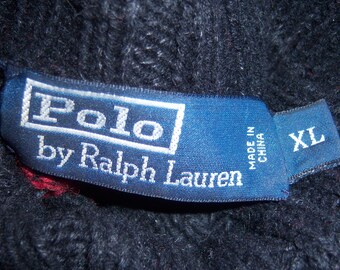 Polo
by Ralph Lauren
MADE IN
CHINA
XL